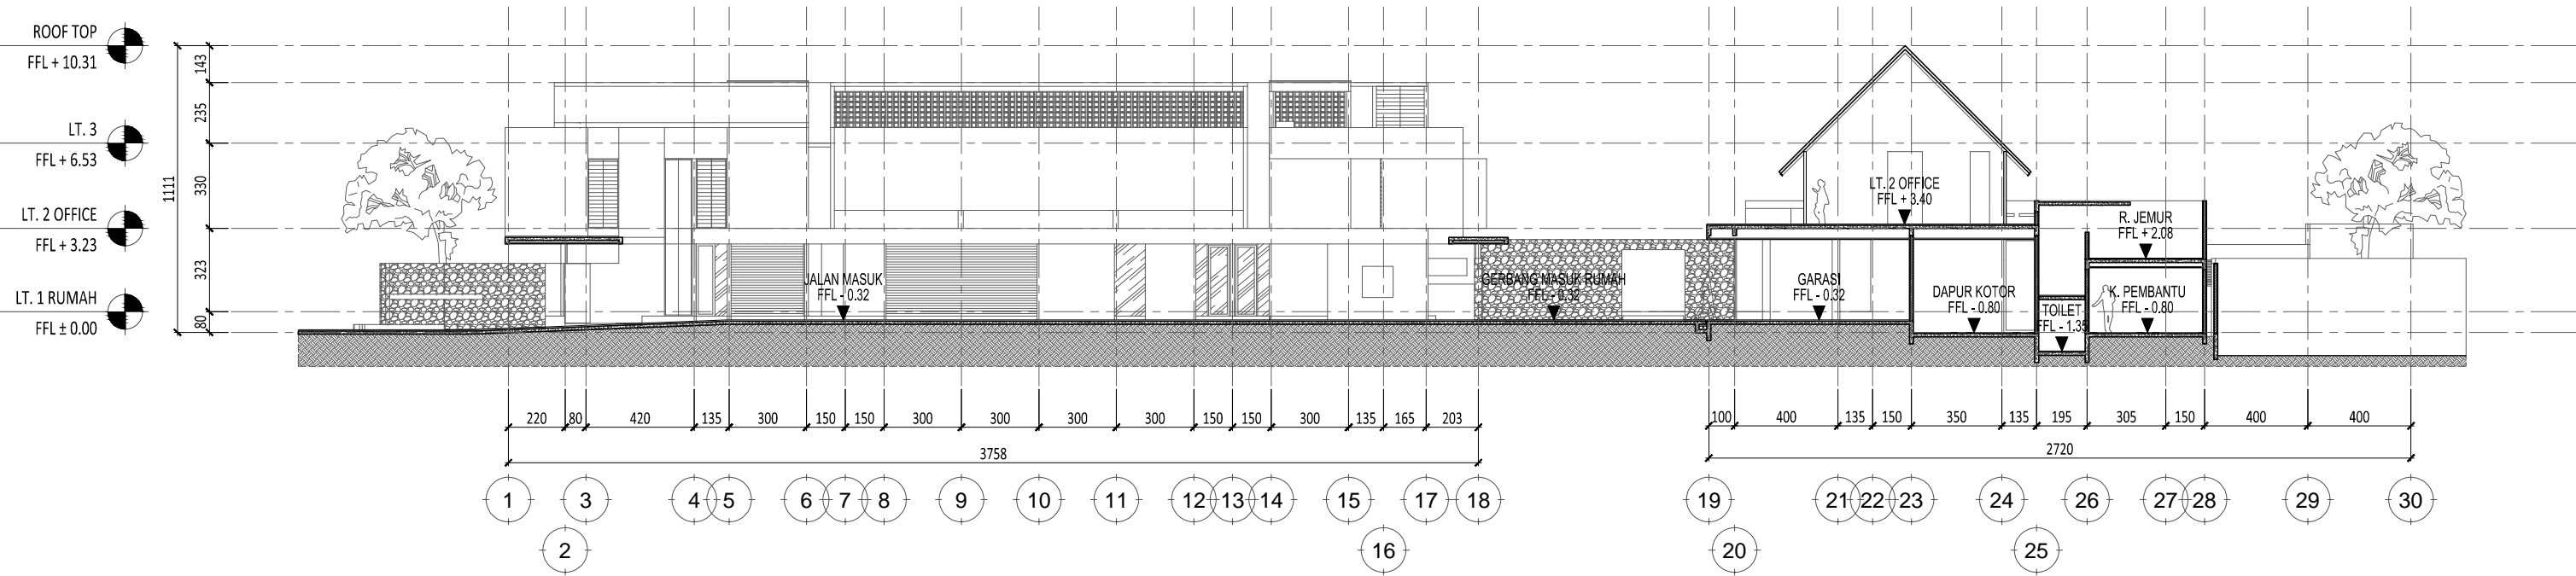 ROOF TOP
FFL + 10.31
LT. 3
FFL + 6.53
LT. 2 OFFICE
FFL + 3.23
LT. 1 RUMAH
FFL ± 0.00
1111
143
235
330
323
80
JALAN MASUK
FFL - 0.32
GERBANG MASUK RUMAH
FFL - 0.32
LT. 2 OFFICE
FFL + 3.40
GARASI
FFL - 0.32
DAPUR KOTOR
FFL - 0.80
TOILET
FFL - 1.35
R. JEMUR
FFL + 2.08
K. PEMBANTU
FFL - 0.80
220 80 420 135 300 150 150 300 300 300 300 150 150 300 135 165 203
3758
100 400 135 150 350 135 195 305 150 400 400
2720
1 3 4 5 6 7 8 9 10 11 12 13 14 15 17 18 19 21 22 23 24 26 27 28 29 30
2 16 20 25